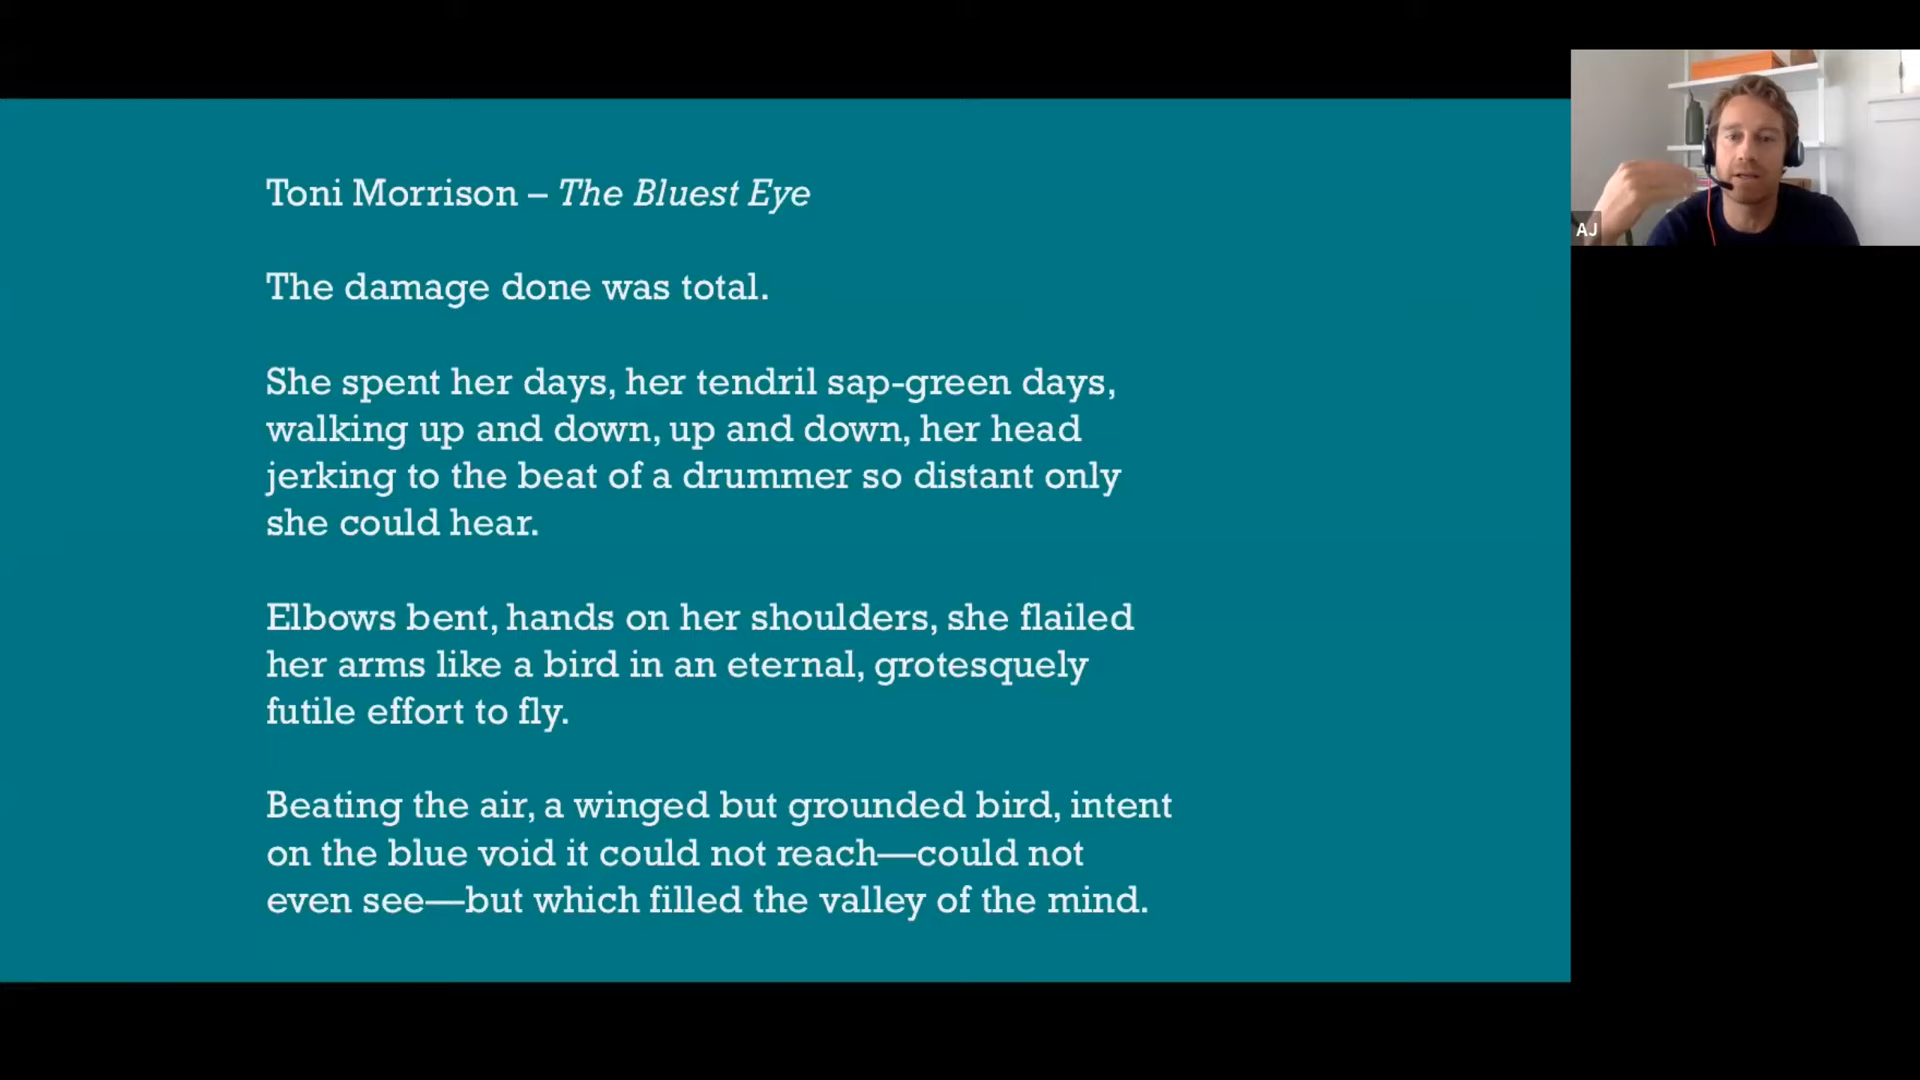 Toni Morrison – The Bluest Eye
The damage done was total.
She spent her days, her tendril sap-green days,
walking up and down, up and down, her head
jerking to the beat of a drummer so distant only
she could hear.
Elbows bent, hands on her shoulders, she flailed
her arms like a bird in an eternal, grotesquely
futile effort to fly.
Beating the air, a winged but grounded bird, intent
on the blue void it could not reach—could not
even see—but which filled the valley of the mind.
AJ